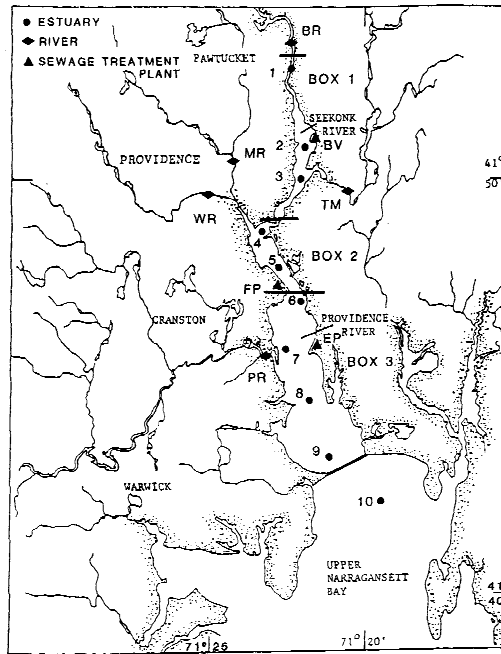 ESTUARY
RIVER
SEWAGE TREATMENT
PLANT
BR
PAWTUCKET
1
BOX 1
SEEKONK
RIVER
2
BV
PROVIDENCE
MR
41°
50'
3
TM
WR
4
BOX 2
5
FP
6
PROVIDENCE
RIVER
CRANSTON
EP
7
BOX 3
PR
8
9
WARWICK
10
UPPER
NARRAGANSETT
BAY
41
40
71° 25
71° 20'